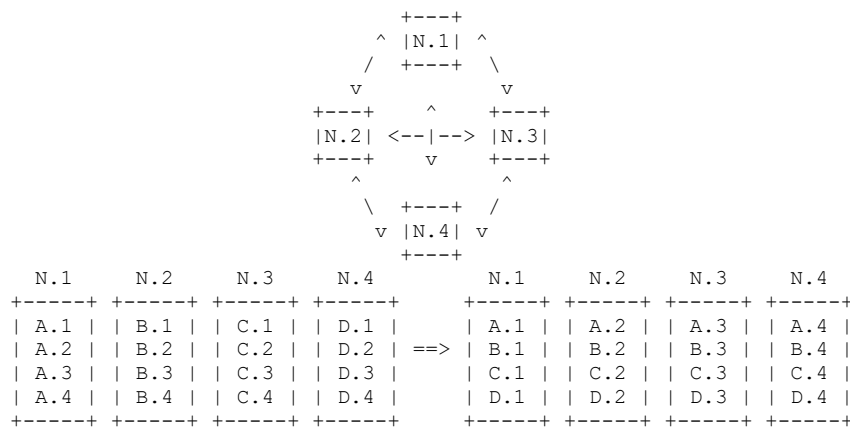 +---+
                               ^ |N.1| ^
                              /  +---+  \
                             v           v
                          +---+    ^    +---+
                          |N.2| <--|--> |N.3|
                          +---+    v    +---+
                             ^           ^
                              \  +---+  /
                               v |N.4| v
                                 +---+
   N.1     N.2     N.3     N.4          N.1     N.2     N.3     N.4
 +-----+ +-----+ +-----+ +-----+      +-----+ +-----+ +-----+ +-----+
 | A.1 | | B.1 | | C.1 | | D.1 |      | A.1 | | A.2 | | A.3 | | A.4 |
 | A.2 | | B.2 | | C.2 | | D.2 | ==>  | B.1 | | B.2 | | B.3 | | B.4 |
 | A.3 | | B.3 | | C.3 | | D.3 |      | C.1 | | C.2 | | C.3 | | C.4 |
 | A.4 | | B.4 | | C.4 | | D.4 |      | D.1 | | D.2 | | D.3 | | D.4 |
 +-----+ +-----+ +-----+ +-----+      +-----+ +-----+ +-----+ +-----+